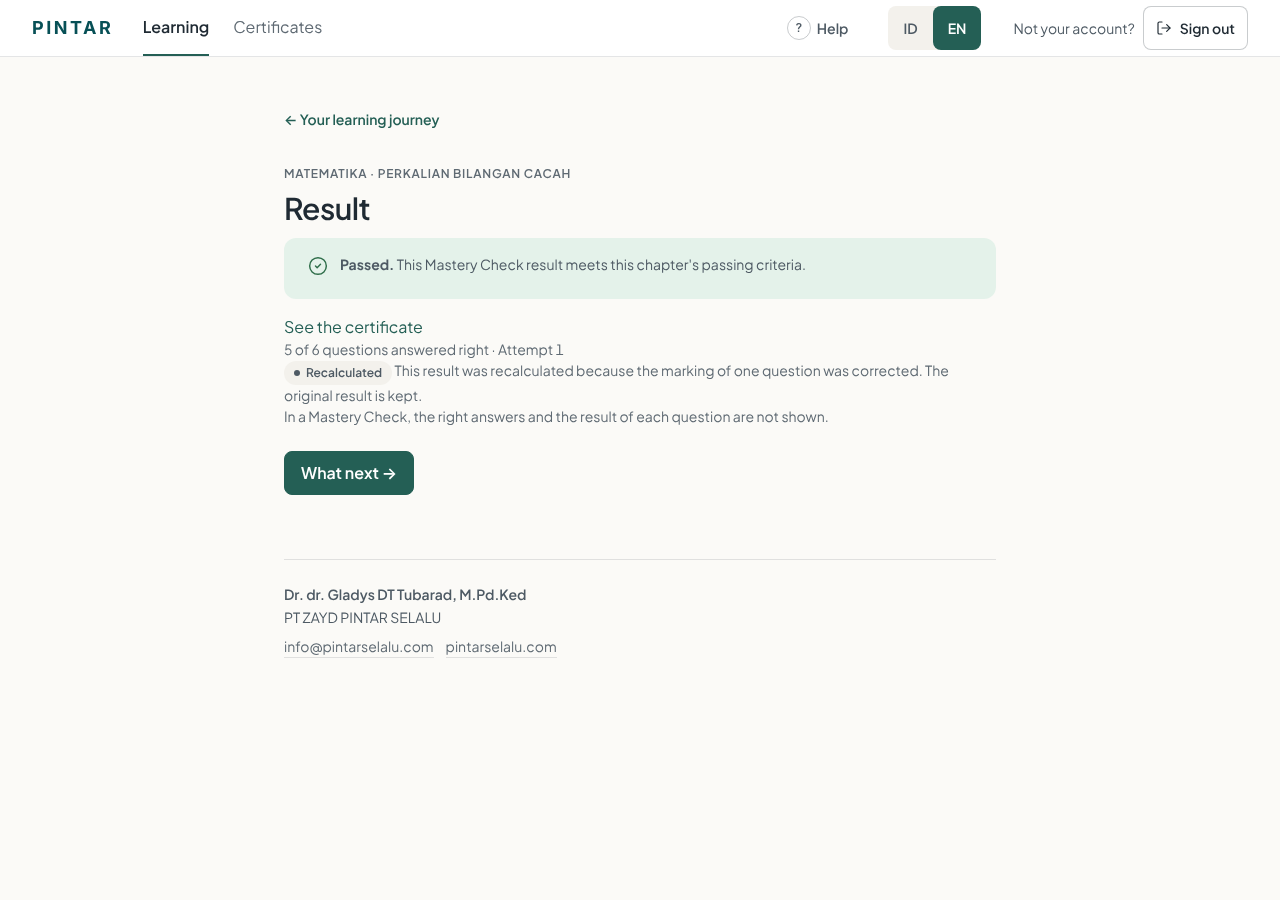 PINTAR
Learning
Certificates
? Help
ID
EN
Not your account?
Sign out
← Your learning journey
MATEMATIKA · PERKALIAN BILANGAN CACAH
Result
Passed. This Mastery Check result meets this chapter's passing criteria.
See the certificate
5 of 6 questions answered right · Attempt 1
Recalculated This result was recalculated because the marking of one question was corrected. The
original result is kept.
In a Mastery Check, the right answers and the result of each question are not shown.
What next →
Dr. dr. Gladys DT Tubarad, M.Pd.Ked
PT ZAYD PINTAR SELALU
info@pintarselalu.com pintarselalu.com